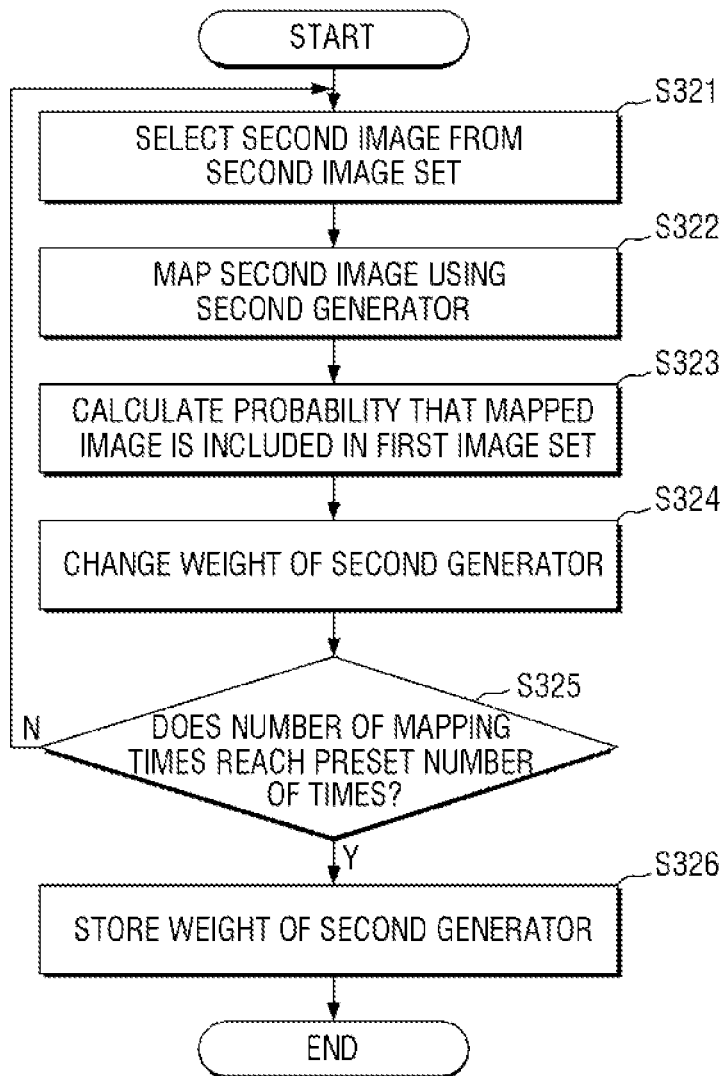 START
S321
SELECT SECOND IMAGE FROM
SECOND IMAGE SET
S322
MAP SECOND IMAGE USING
SECOND GENERATOR
S323
CALCULATE PROBABILITY THAT MAPPED
IMAGE IS INCLUDED IN FIRST IMAGE SET
S324
CHANGE WEIGHT OF SECOND GENERATOR
S325
N
DOES NUMBER OF MAPPING
TIMES REACH PRESET NUMBER
OF TIMES?
Y
S326
STORE WEIGHT OF SECOND GENERATOR
END